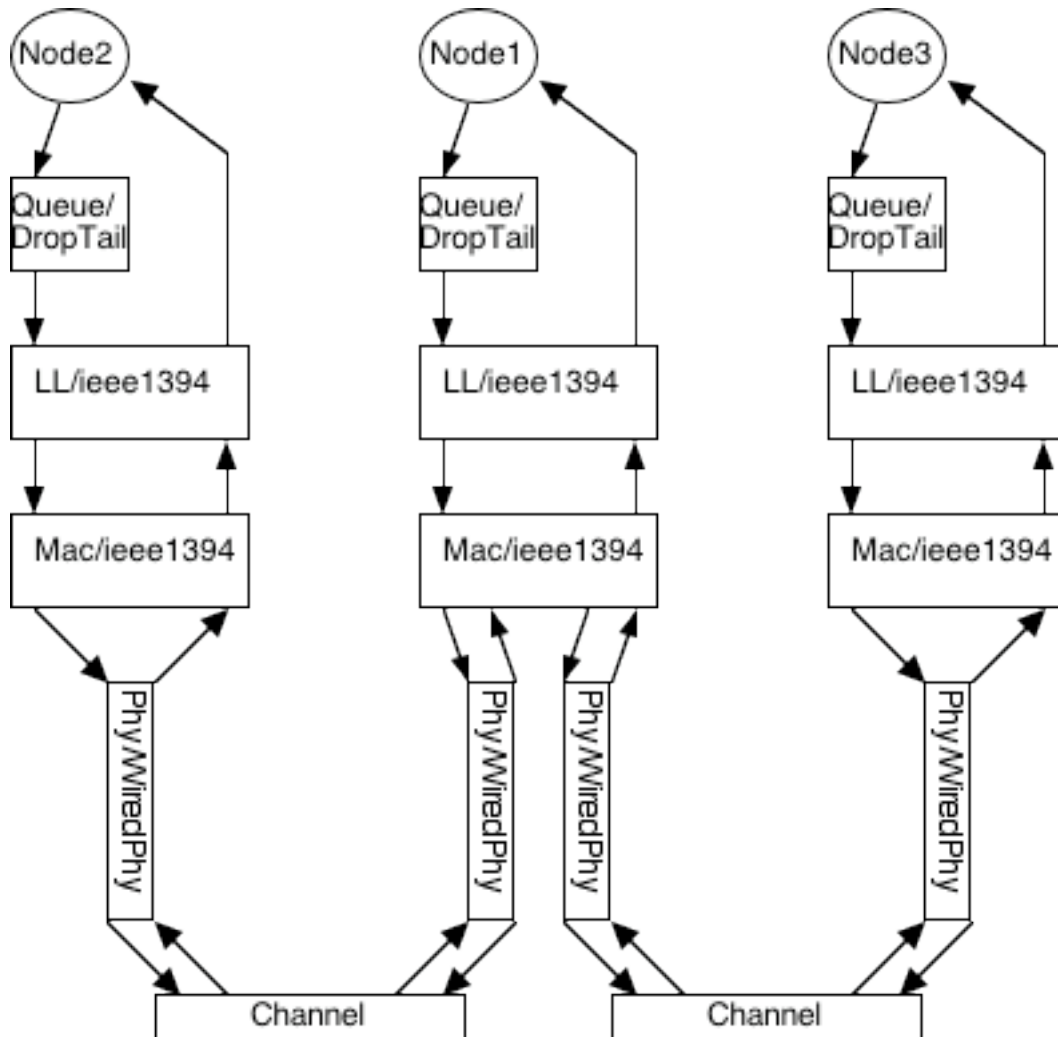 Node2
Node1
Node3
Queue/
DropTail
Queue/
DropTail
Queue/
DropTail
LL/ieee1394
LL/ieee1394
LL/ieee1394
Mac/ieee1394
Mac/ieee1394
Mac/ieee1394
Phy/WiredPhy
Phy/WiredPhy
Phy/WiredPhy
Phy/WiredPhy
Channel
Channel